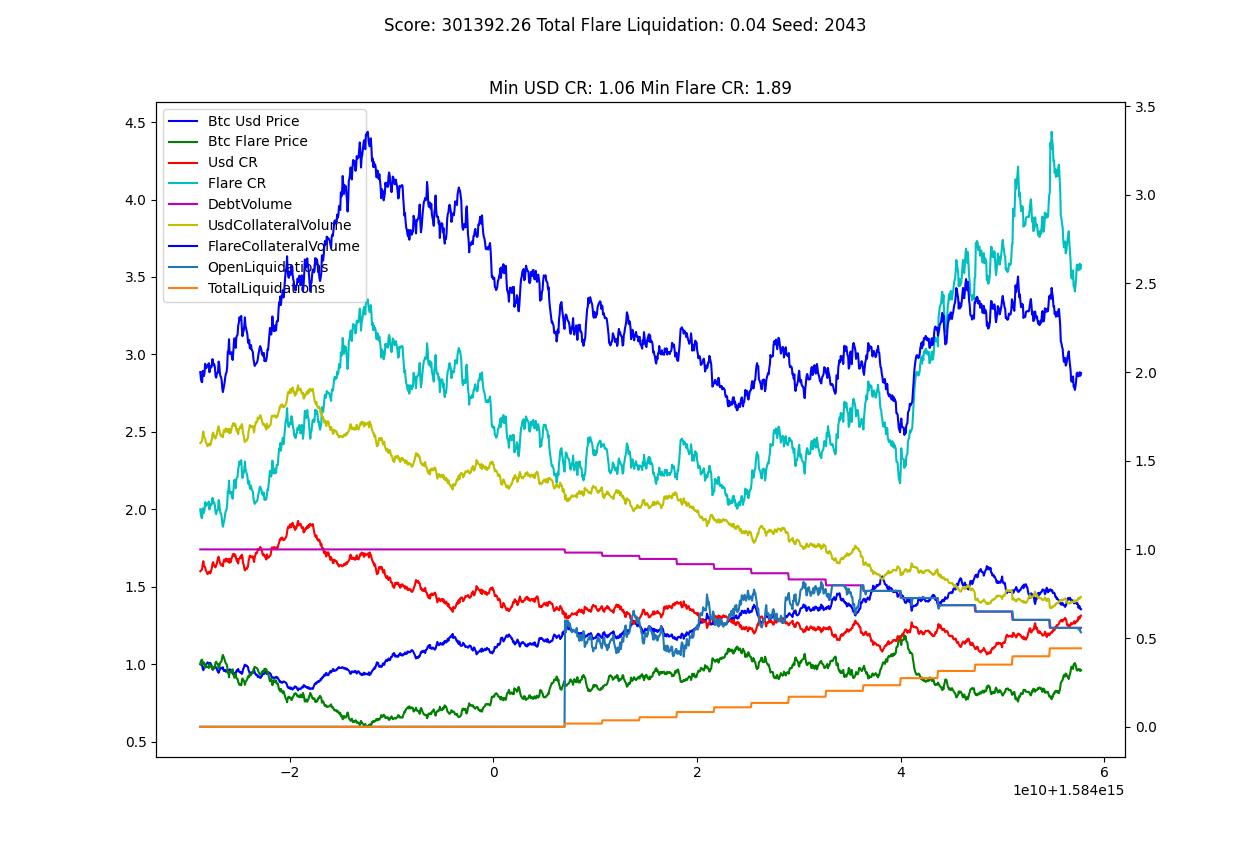 Score: 301392.26 Total Flare Liquidation: 0.04 Seed: 2043
Min USD CR: 1.06 Min Flare CR: 1.89
Btc Usd Price
Btc Flare Price
Usd CR
Flare CR
DebtVolume
UsdCollateralVolume
FlareCollateralVolume
OpenLiquidations
TotalLiquidations
4.5
4.0
3.5
3.0
2.5
2.0
1.5
1.0
0.5
3.5
3.0
2.5
2.0
1.5
1.0
0.5
0.0
−2 0 2 4 6
1e10+1.584e15